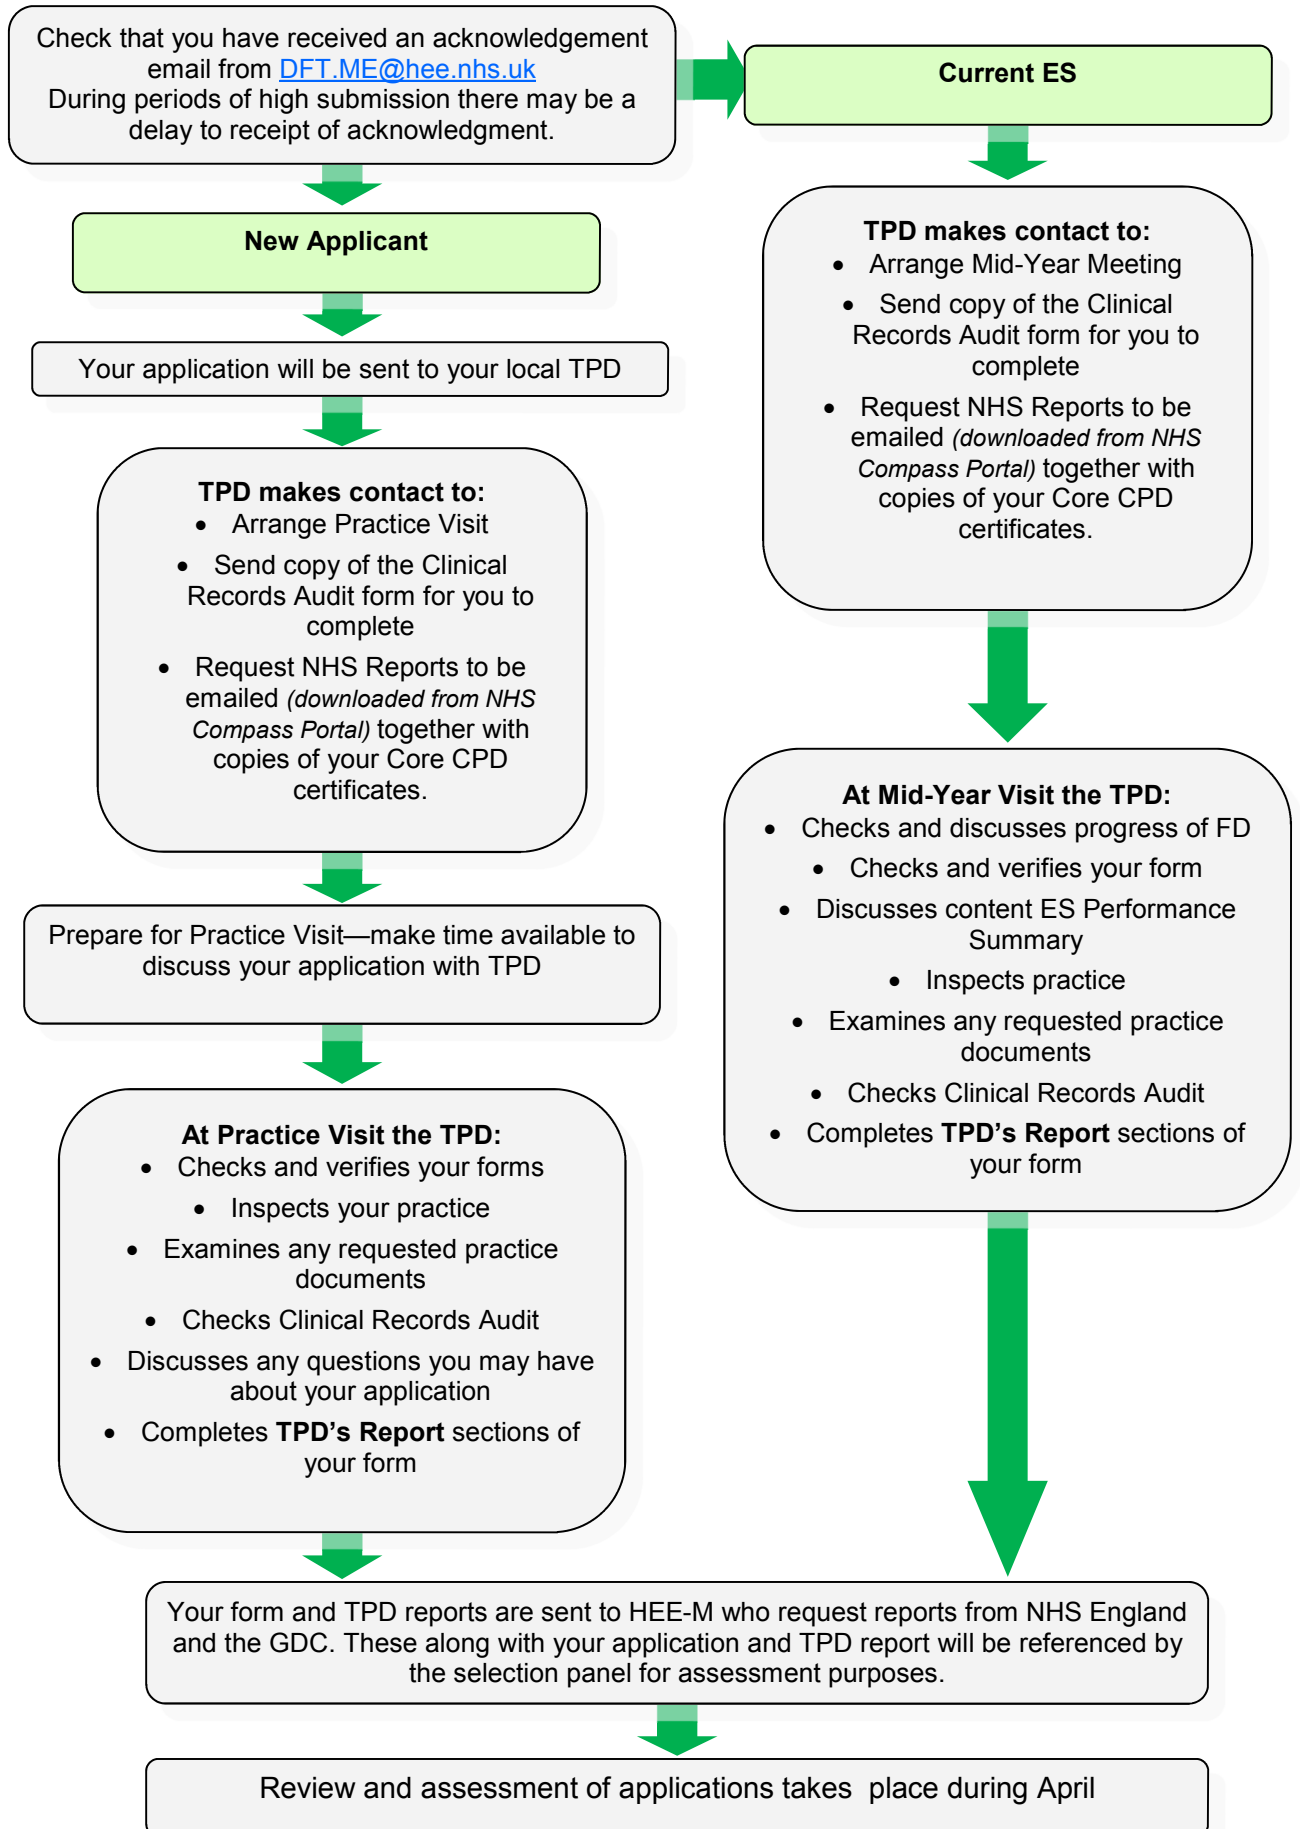 Check that you have received an acknowledgement
email from DFT.ME@hee.nhs.uk
During periods of high submission there may be a
delay to receipt of acknowledgment.
Current ES
New Applicant
Your application will be sent to your local TPD
TPD makes contact to:
• Arrange Practice Visit
• Send copy of the Clinical
Records Audit form for you to
complete
• Request NHS Reports to be
emailed (downloaded from NHS
Compass Portal) together with
copies of your Core CPD
certificates.
Prepare for Practice Visit—make time available to
discuss your application with TPD
At Practice Visit the TPD:
• Checks and verifies your forms
• Inspects your practice
• Examines any requested practice
documents
• Checks Clinical Records Audit
• Discusses any questions you may have
about your application
• Completes TPD’s Report sections of
your form
TPD makes contact to:
• Arrange Mid-Year Meeting
• Send copy of the Clinical
Records Audit form for you to
complete
• Request NHS Reports to be
emailed (downloaded from NHS
Compass Portal) together with
copies of your Core CPD
certificates.
At Mid-Year Visit the TPD:
• Checks and discusses progress of FD
• Checks and verifies your form
• Discusses content ES Performance
Summary
• Inspects practice
• Examines any requested practice
documents
• Checks Clinical Records Audit
• Completes TPD’s Report sections of
your form
Your form and TPD reports are sent to HEE-M who request reports from NHS England
and the GDC. These along with your application and TPD report will be referenced by
the selection panel for assessment purposes.
Review and assessment of applications takes place during April